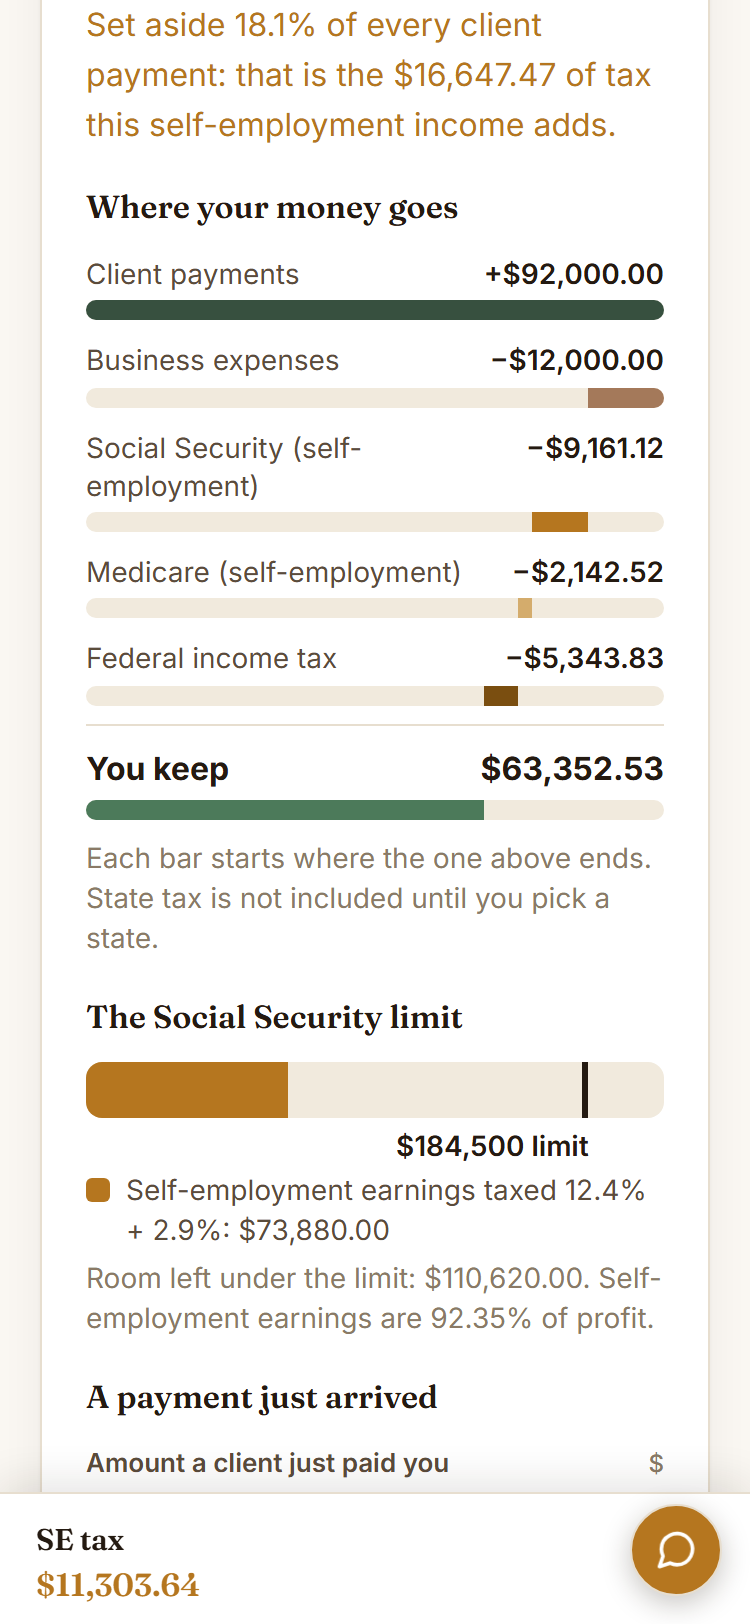 Set aside 18.1% of every client
payment: that is the $16,647.47 of tax
this self-employment income adds.
Where your money goes
Client payments +$92,000.00
Business expenses −$12,000.00
Social Security (self- −$9,161.12
employment)
Medicare (self-employment) −$2,142.52
Federal income tax −$5,343.83
You keep $63,352.53
Each bar starts where the one above ends.
State tax is not included until you pick a
state.
The Social Security limit
$184,500 limit
Self-employment earnings taxed 12.4%
+ 2.9%: $73,880.00
Room left under the limit: $110,620.00. Self-
employment earnings are 92.35% of profit.
A payment just arrived
Amount a client just paid you $
SE tax
$11,303.64